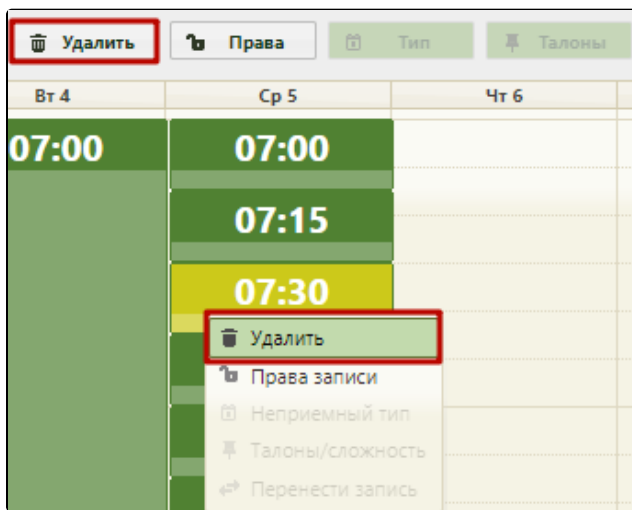 Удалить Права Тип Талоны
Вт 4 Ср 5 Чт 6
07:00 07:00
07:15
07:30
Удалить
Права записи
Неприемный тип
Талоны/сложность
Перенести запись